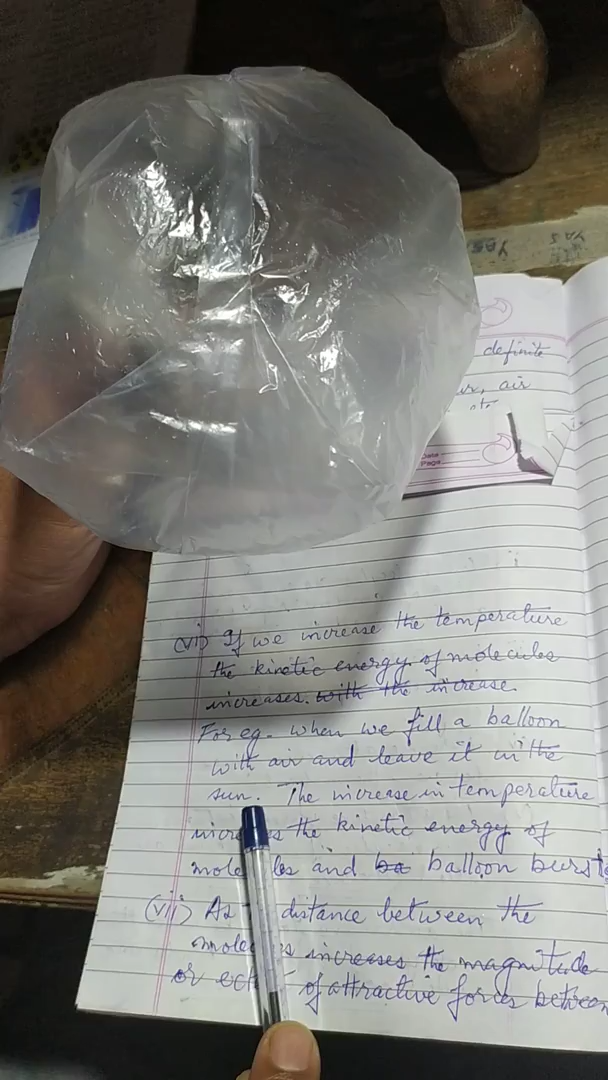 definite
air
Date
Page
(vi) If we increase the temperature
the kinetic energy of molecules
increases. with the increase.
For eg. when we fill a balloon
with air and leave it in the
sun. The increase in temperature
the kinetic energy of
and ba balloon burst
(vii) As distance between the
increases the magnitude
or of attractive forces between